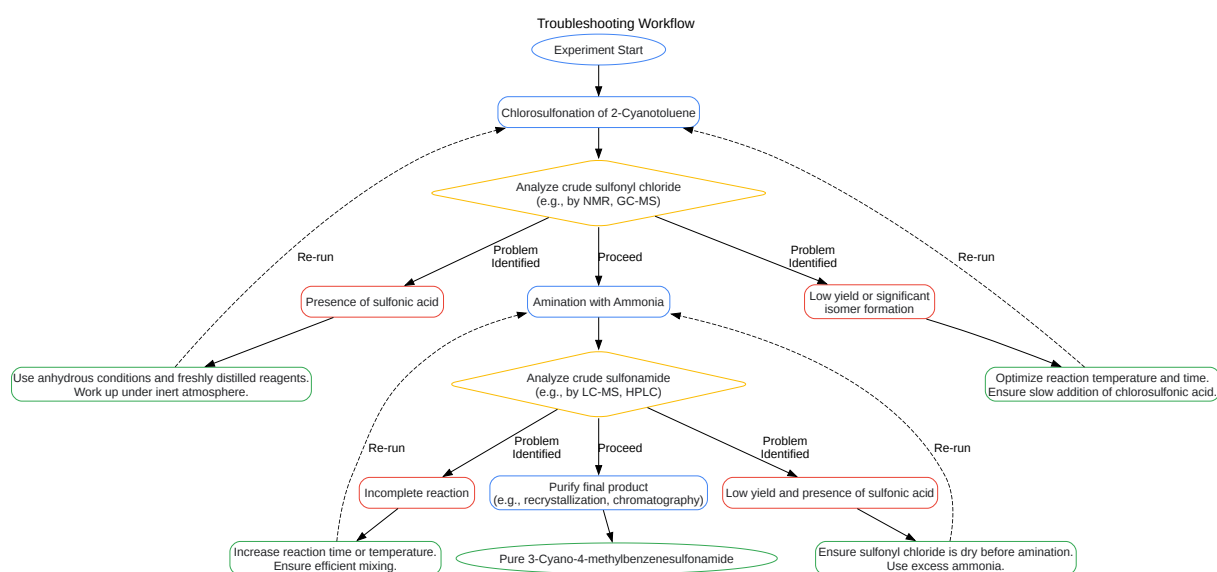 Troubleshooting Workflow
Experiment Start
Chlorosulfonation of 2-Cyanotoluene
Analyze crude sulfonyl chloride
(e.g., by NMR, GC-MS)
Re-run
Problem
Identified
Proceed
Problem
Identified
Re-run
Presence of sulfonic acid
Amination with Ammonia
Low yield or significant
isomer formation
Use anhydrous conditions and freshly distilled reagents.
Work up under inert atmosphere.
Analyze crude sulfonamide
(e.g., by LC-MS, HPLC)
Optimize reaction temperature and time.
Ensure slow addition of chlorosulfonic acid.
Re-run
Problem
Identified
Proceed
Problem
Identified
Re-run
Incomplete reaction
Purify final product
(e.g., recrystallization, chromatography)
Low yield and presence of sulfonic acid
Increase reaction time or temperature.
Ensure efficient mixing.
Pure 3-Cyano-4-methylbenzenesulfonamide
Ensure sulfonyl chloride is dry before amination.
Use excess ammonia.